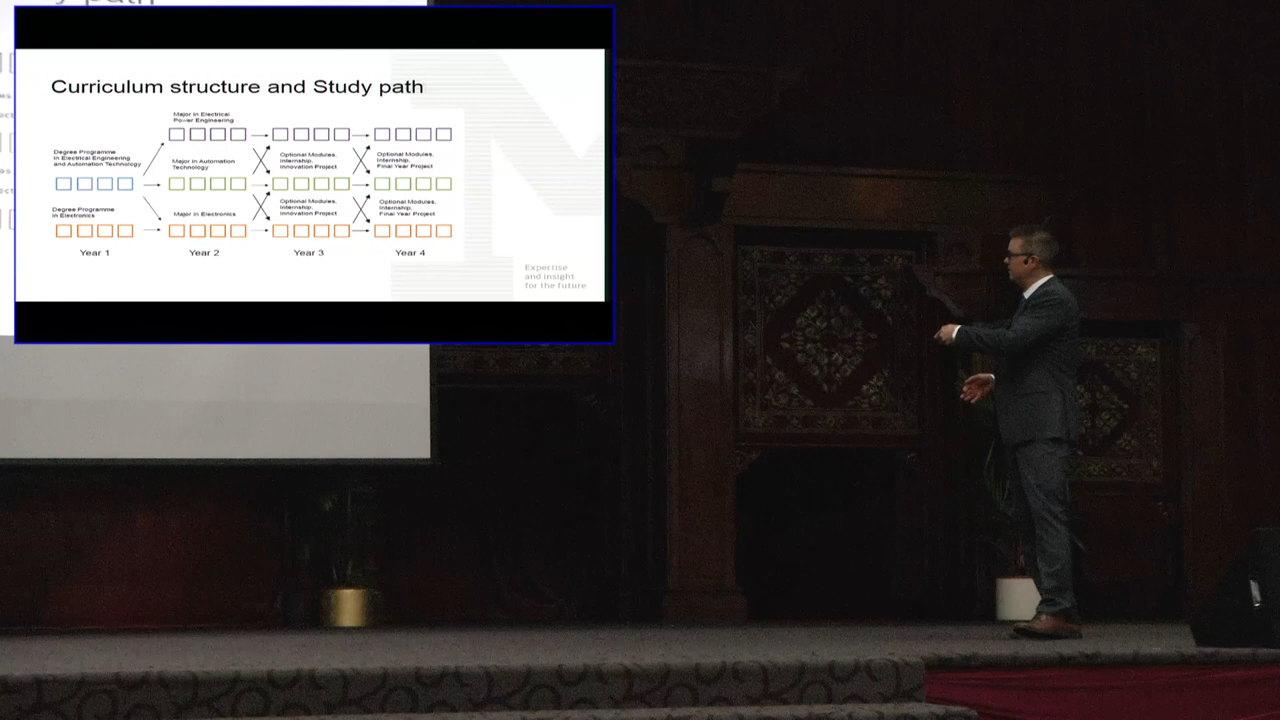 Curriculum structure and Study path
Major in Electrical
Power Engineering
Degree Programme
in Electrical Engineering
and Automation Technology
Major in Automation
Technology
Optional Modules,
Internship,
Innovation Project
Optional Modules,
Internship,
Final Year Project
Degree Programme
in Electronics
Major in Electronics
Optional Modules,
Internship,
Innovation Project
Optional Modules,
Internship,
Final Year Project
Year 1
Year 2
Year 3
Year 4
Expertise
and insight
for the future